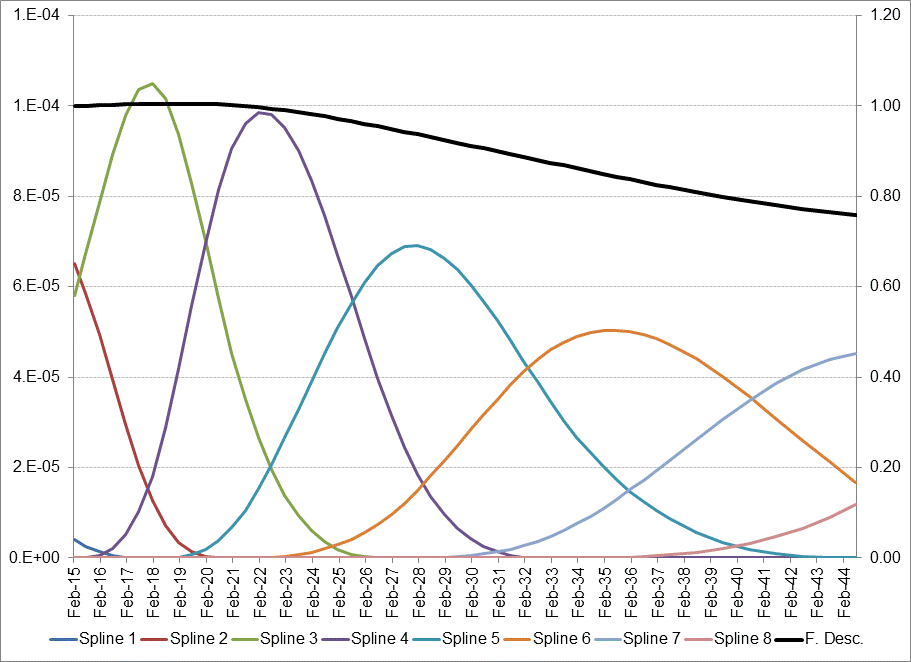 1.E-04 1.20
1.E-04 1.00
8.E-05 0.80
6.E-05 0.60
4.E-05 0.40
2.E-05 0.20
0.E+00 0.00
Feb-15 Feb-16 Feb-17 Feb-18 Feb-19 Feb-20 Feb-21 Feb-22 Feb-23 Feb-24 Feb-25 Feb-26 Feb-27 Feb-28 Feb-29 Feb-30 Feb-31 Feb-32 Feb-33 Feb-34 Feb-35 Feb-36 Feb-37 Feb-38 Feb-39 Feb-40 Feb-41 Feb-42 Feb-43 Feb-44
Spline 1 Spline 2 Spline 3 Spline 4 Spline 5 Spline 6 Spline 7 Spline 8 F. Desc.